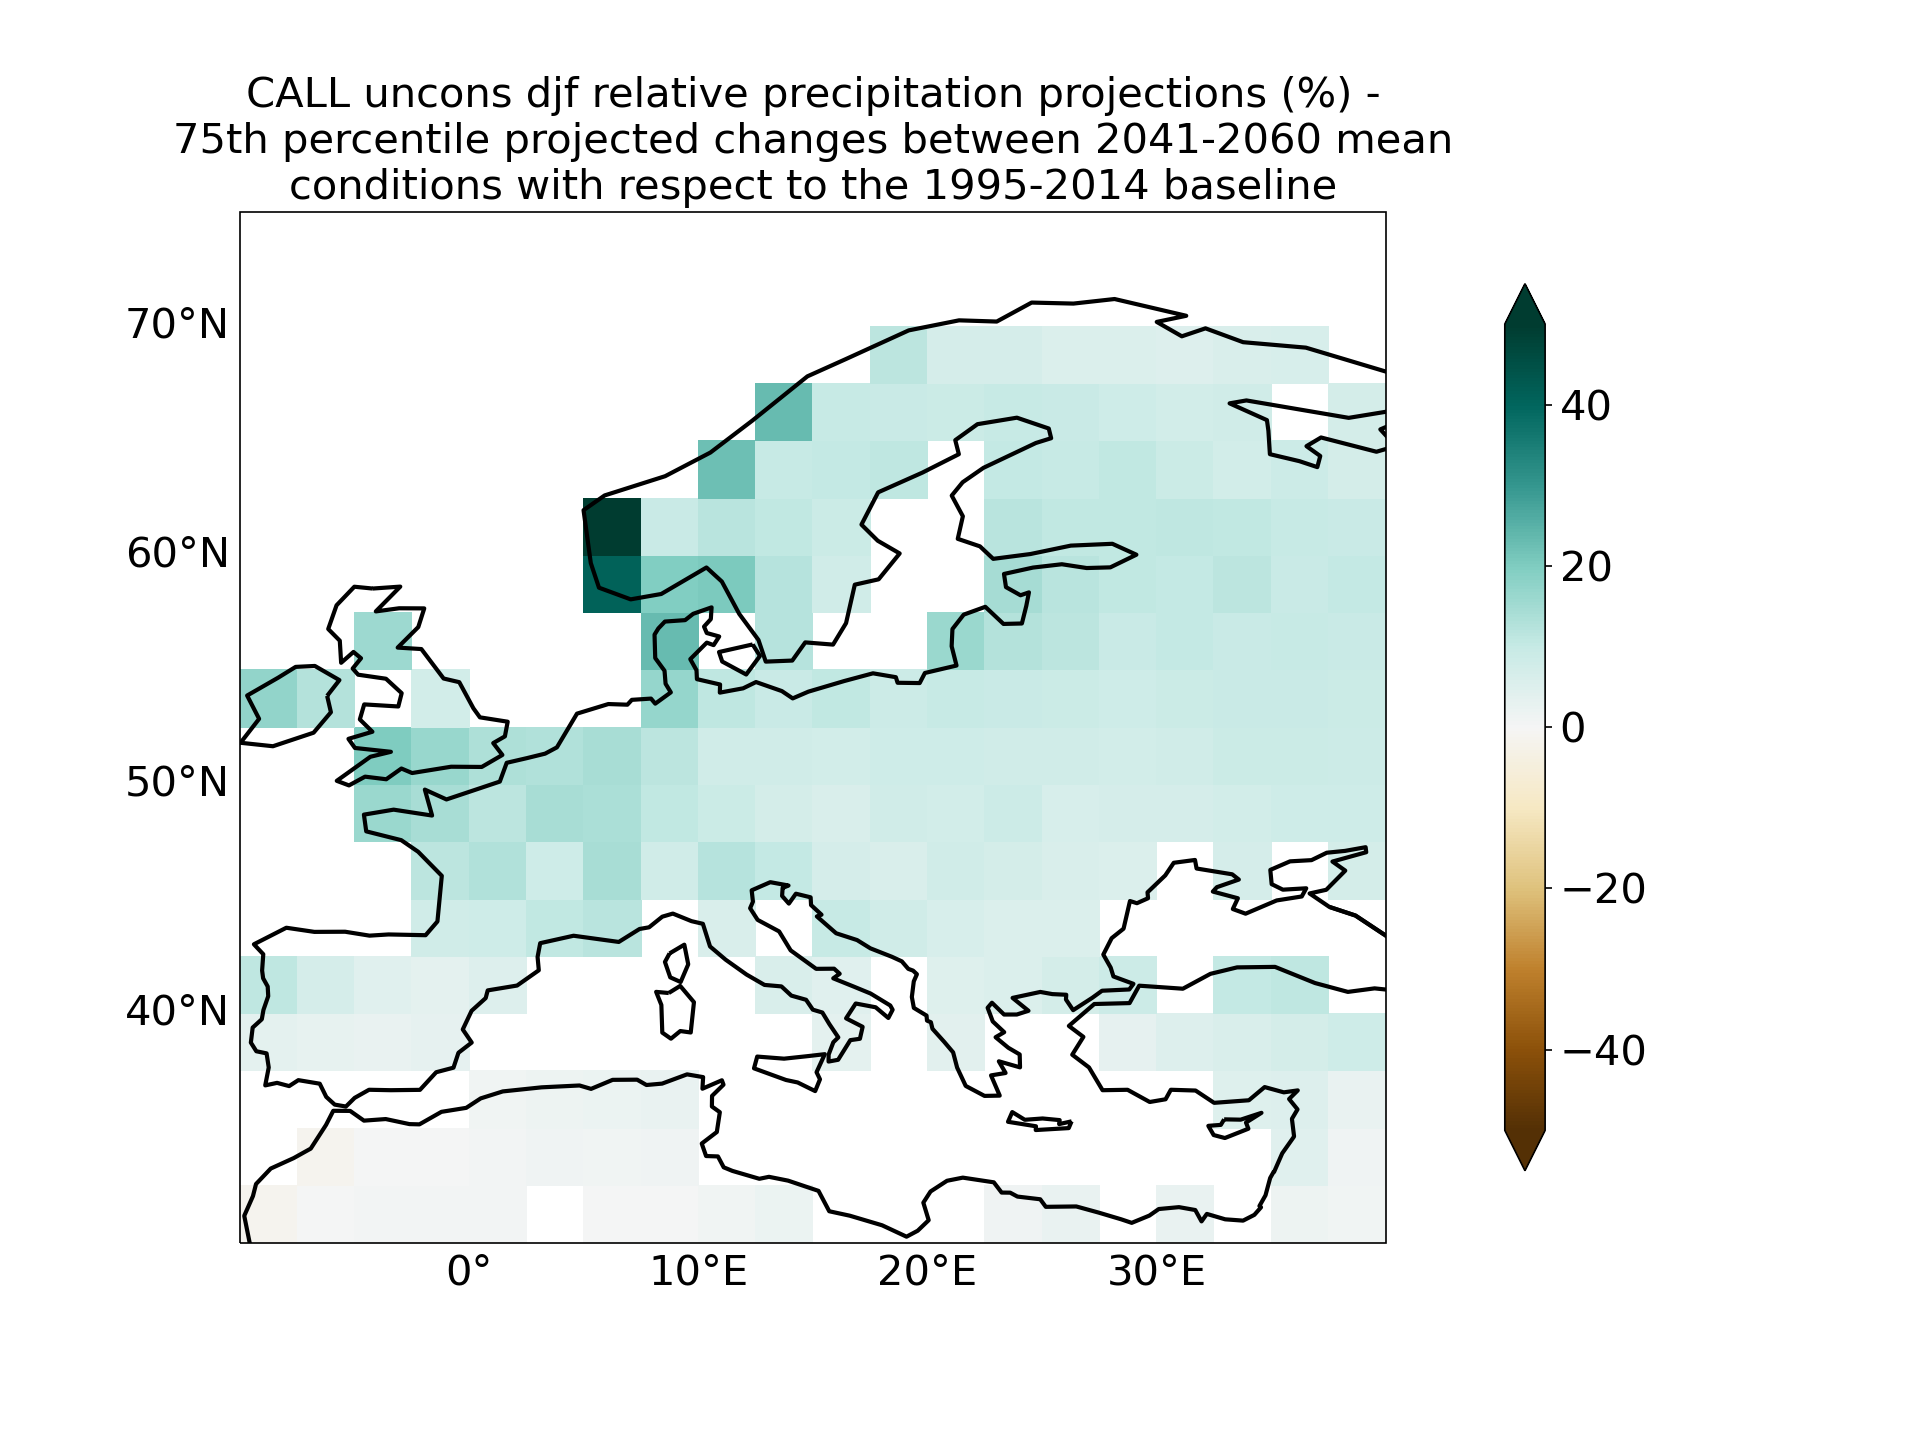 CALL uncons djf relative precipitation projections (%) -
75th percentile projected changes between 2041-2060 mean
conditions with respect to the 1995-2014 baseline
70°N
60°N
50°N
40°N
0°
10°E
20°E
30°E
40
20
0
−20
−40